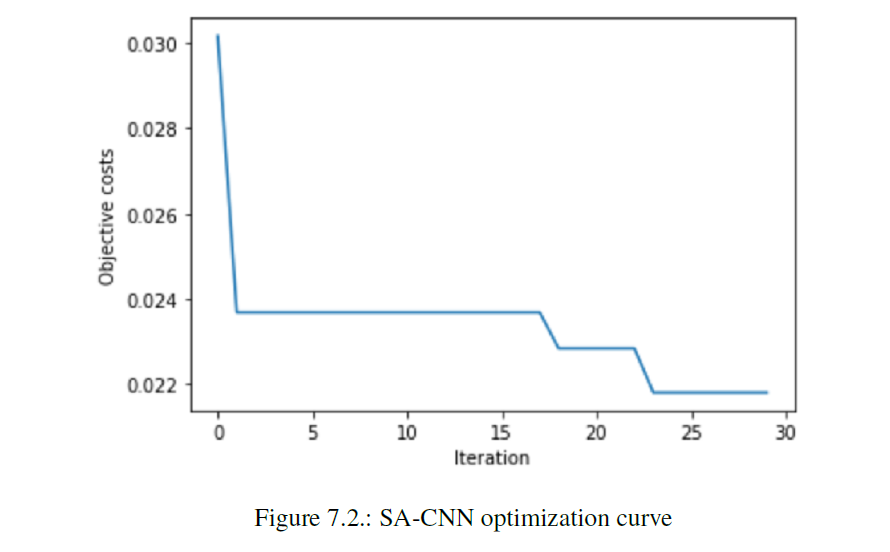 0.030
0.028
0.026
0.024
0.022
Objective costs
0 5 10 15 20 25 30
Iteration
Figure 7.2.: SA-CNN optimization curve